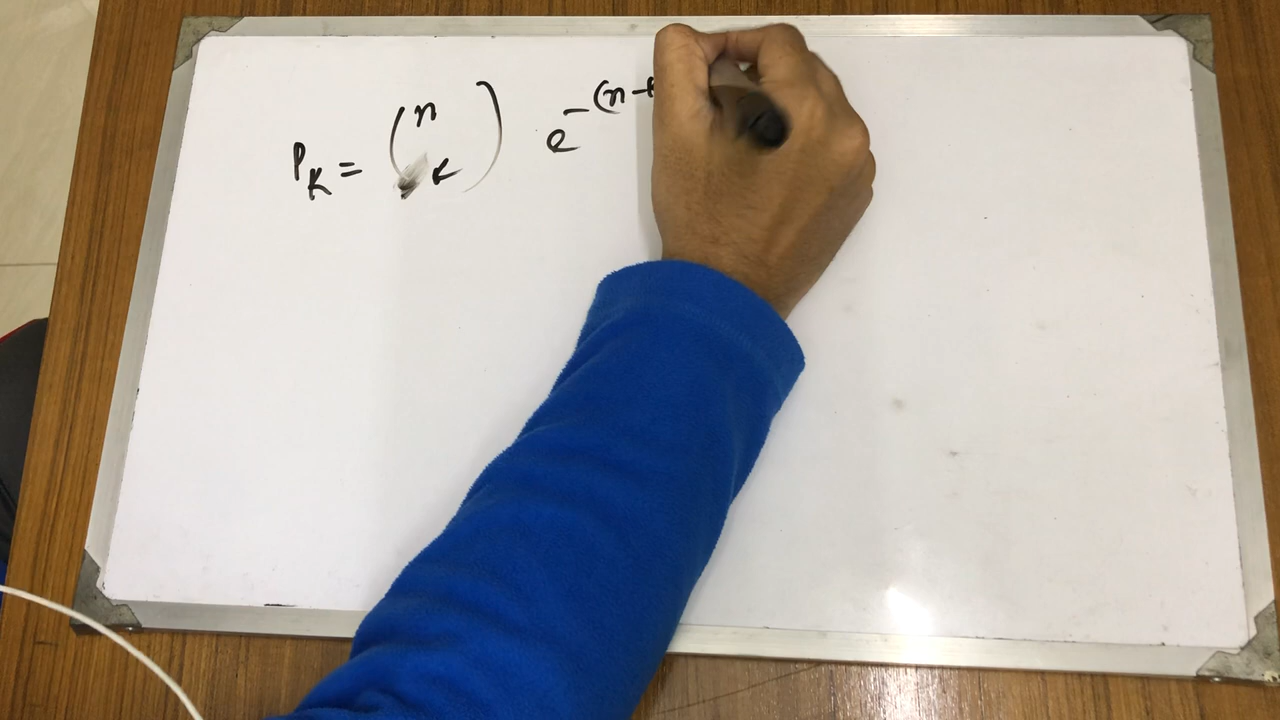 P_K = (n K) e^-(n-